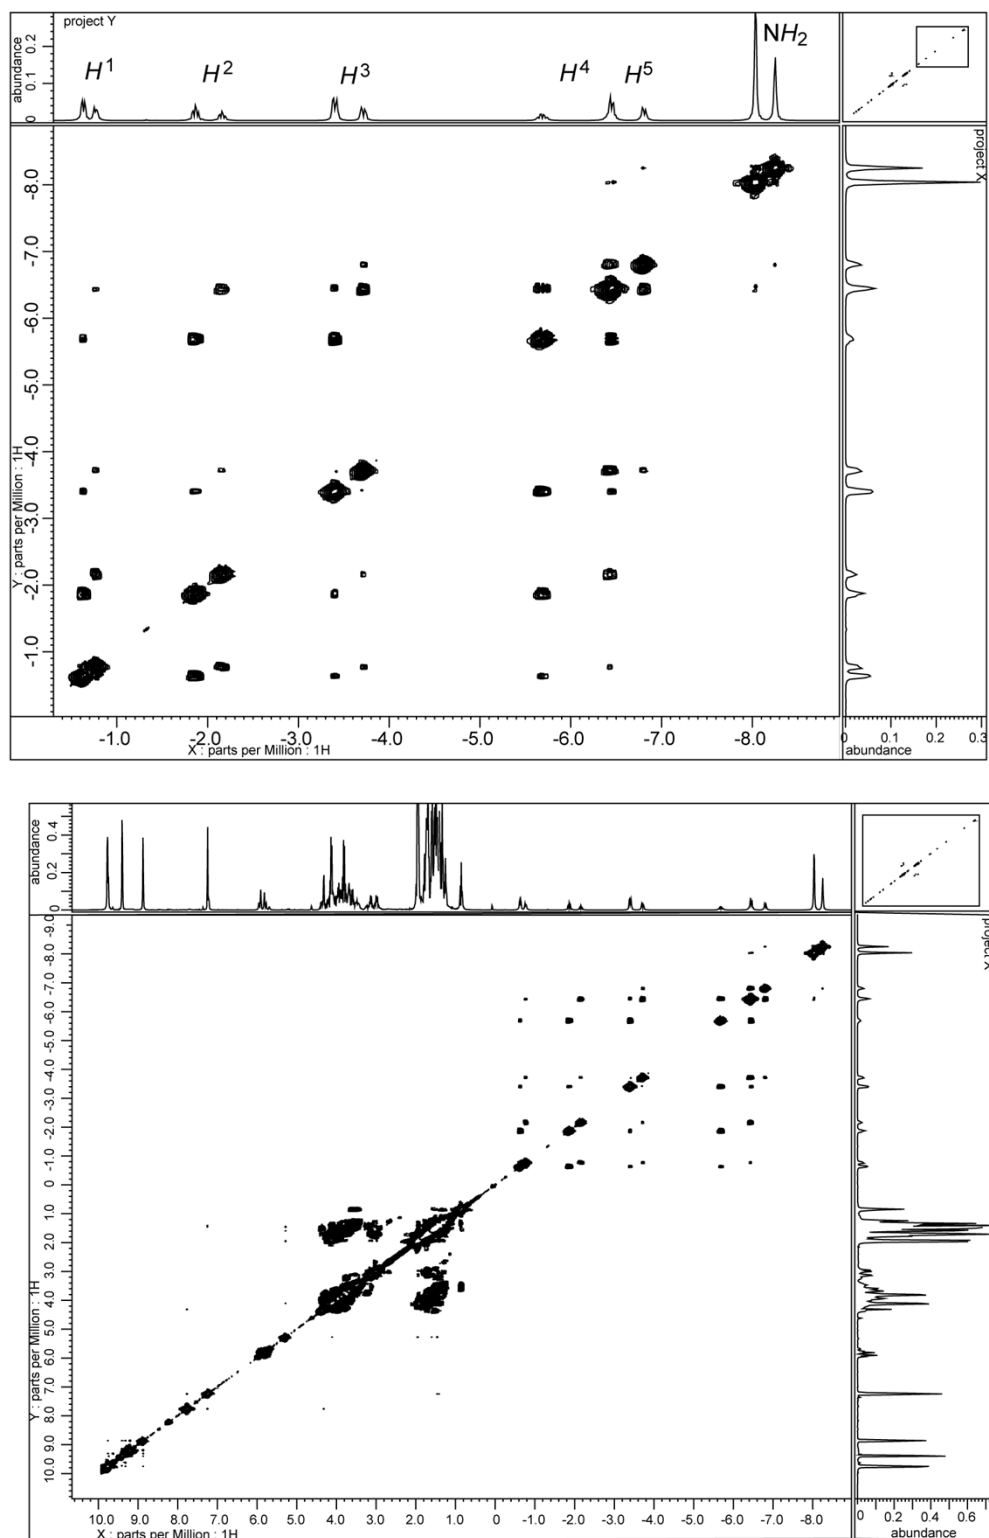 project Y
abundance
0 0.1 0.2
H¹ H² H³ H⁴ H⁵ NH₂
project X
-8.0
-7.0
-6.0
-5.0
-4.0
-3.0
-2.0
-1.0
Y : parts per Million : 1H
-1.0 -2.0 -3.0 -4.0 -5.0 -6.0 -7.0 -8.0
X : parts per Million : 1H
0 0.1 0.2 0.3
abundance
abundance
0 0.2 0.4
project X
-9.0
-8.0
-7.0
-6.0
-5.0
-4.0
-3.0
-2.0
-1.0
0
1.0
2.0
3.0
4.0
5.0
6.0
7.0
8.0
9.0
10.0
Y : parts per Million : 1H
10.0 9.0 8.0 7.0 6.0 5.0 4.0 3.0 2.0 1.0 0 -1.0 -2.0 -3.0 -4.0 -5.0 -6.0 -7.0 -8.0
X : parts per Million : 1H
0 0.2 0.4 0.6
abundance